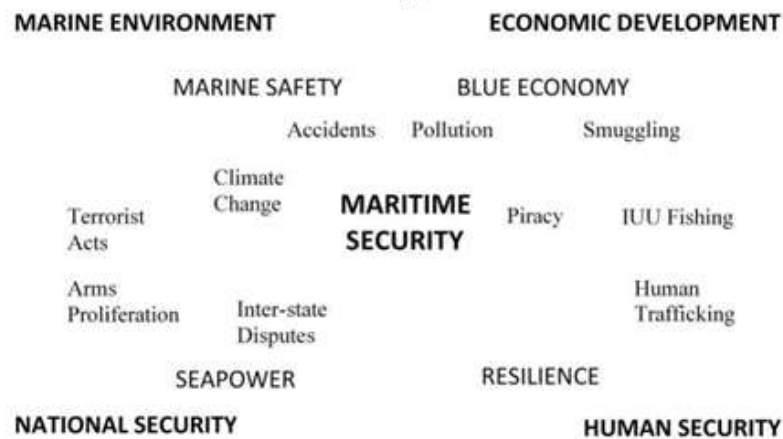 MARINE ENVIRONMENT
ECONOMIC DEVELOPMENT
MARINE SAFETY
BLUE ECONOMY
Accidents
Pollution
Smuggling
Climate
Change
MARITIME
SECURITY
Terrorist
Acts
Piracy
IUU Fishing
Arms
Proliferation
Inter-state
Disputes
Human
Trafficking
SEAPOWER
RESILIENCE
NATIONAL SECURITY
HUMAN SECURITY